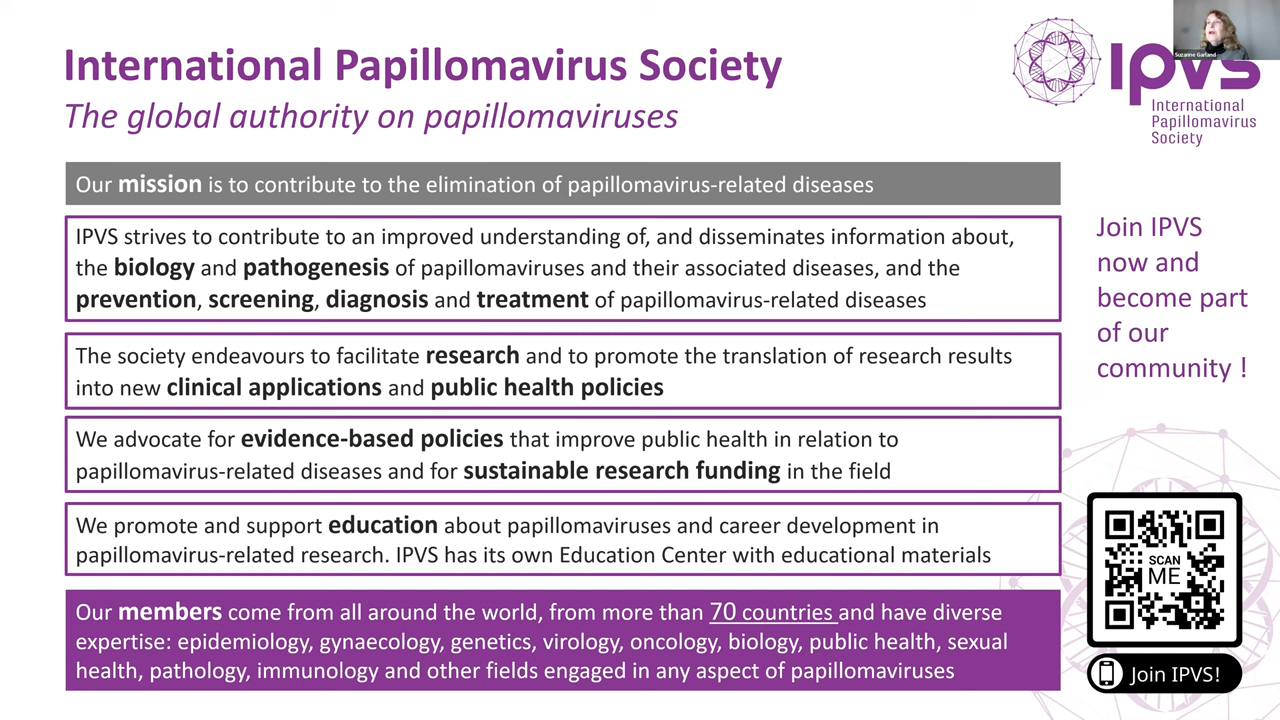 International Papillomavirus Society
The global authority on papillomaviruses
Suzanne Garland
IPVS
International
Papillomavirus
Society
Our mission is to contribute to the elimination of papillomavirus-related diseases
IPVS strives to contribute to an improved understanding of, and disseminates information about,
the biology and pathogenesis of papillomaviruses and their associated diseases, and the
prevention, screening, diagnosis and treatment of papillomavirus-related diseases
The society endeavours to facilitate research and to promote the translation of research results
into new clinical applications and public health policies
We advocate for evidence-based policies that improve public health in relation to
papillomavirus-related diseases and for sustainable research funding in the field
We promote and support education about papillomaviruses and career development in
papillomavirus-related research. IPVS has its own Education Center with educational materials
Our members come from all around the world, from more than 70 countries and have diverse
expertise: epidemiology, gynaecology, genetics, virology, oncology, biology, public health, sexual
health, pathology, immunology and other fields engaged in any aspect of papillomaviruses
Join IPVS
now and
become part
of our
community !
SCAN
ME
Join IPVS!